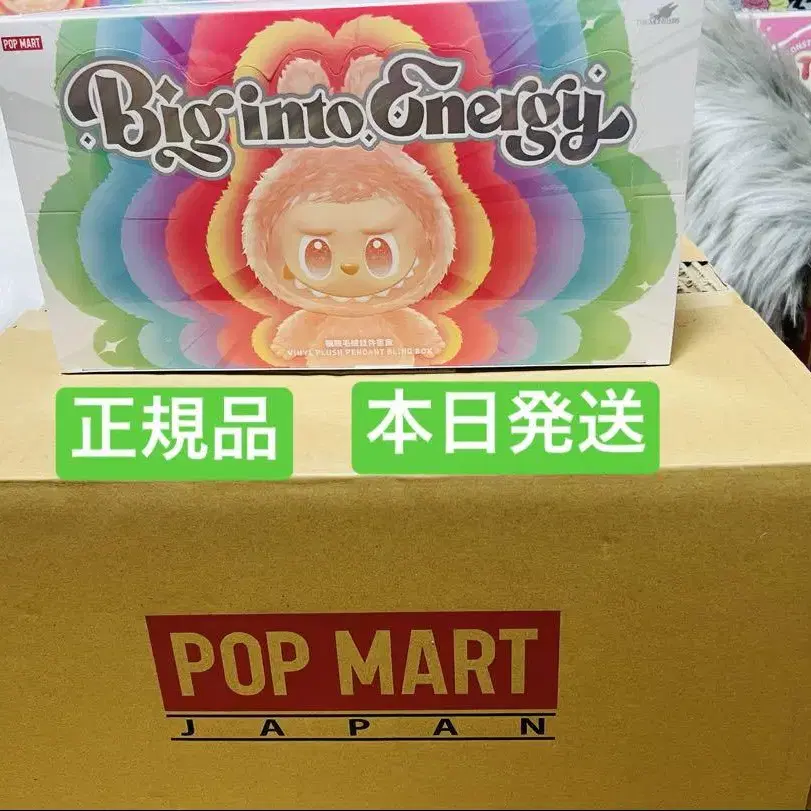 POP MART
Big into Energy
VINYL PLUSH PENDANT BLIND BOX
正規品
本日発送
POP MART
JAPAN